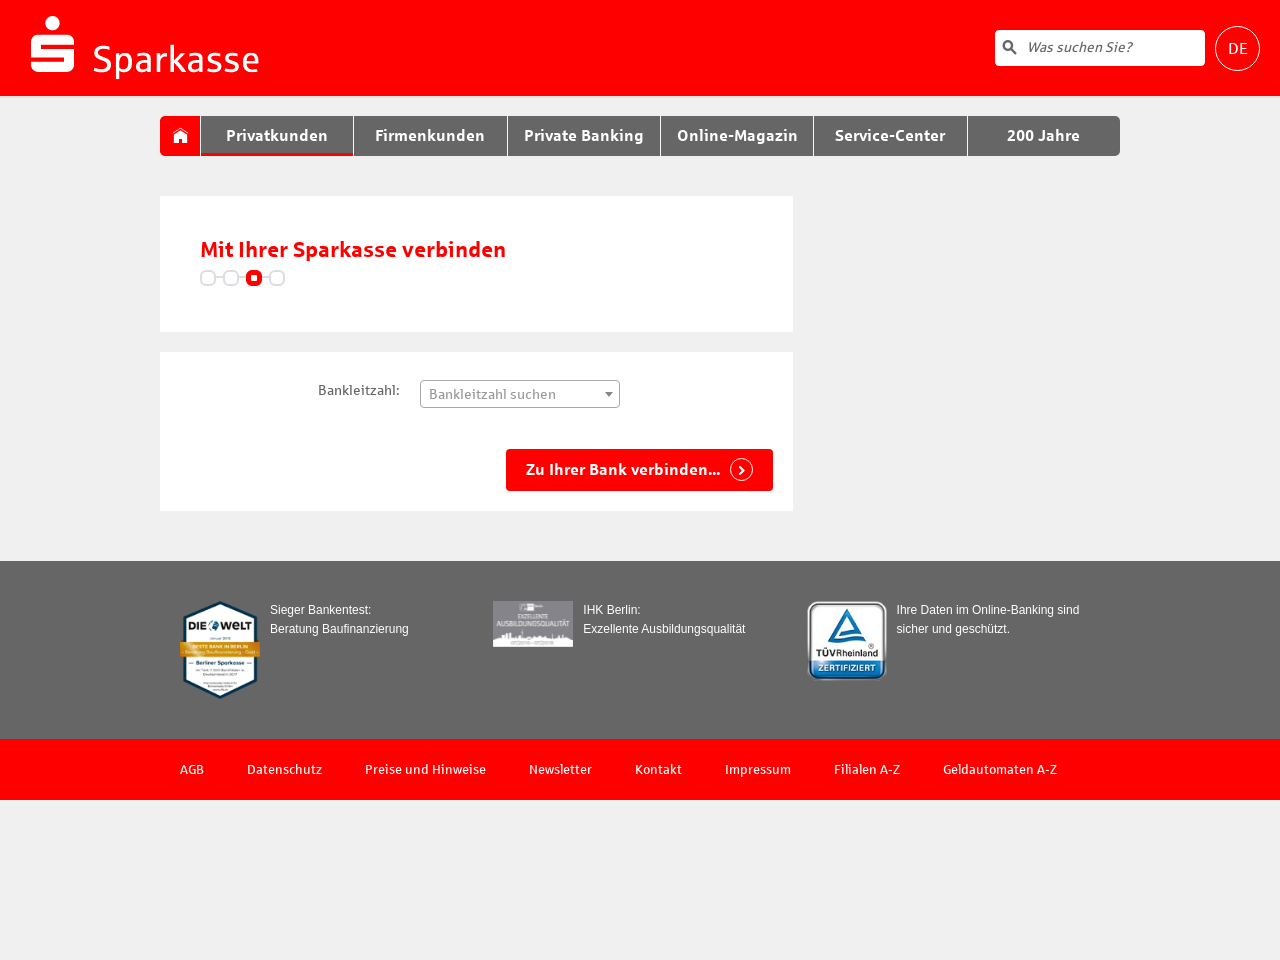 Sparkasse
Was suchen Sie?
DE
Privatkunden
Firmenkunden
Private Banking
Online-Magazin
Service-Center
200 Jahre
Mit Ihrer Sparkasse verbinden
Bankleitzahl:
Bankleitzahl suchen
Zu Ihrer Bank verbinden...
DIE WELT
BESTE BANK IN BERLIN
Berliner Sparkasse
Sieger Bankentest:
Beratung Baufinanzierung
EXZELLENTE
AUSBILDUNGSQUALITÄT
IHK Berlin:
Exzellente Ausbildungsqualität
TÜVRheinland
ZERTIFIZIERT
Ihre Daten im Online-Banking sind
sicher und geschützt.
AGB
Datenschutz
Preise und Hinweise
Newsletter
Kontakt
Impressum
Filialen A-Z
Geldautomaten A-Z